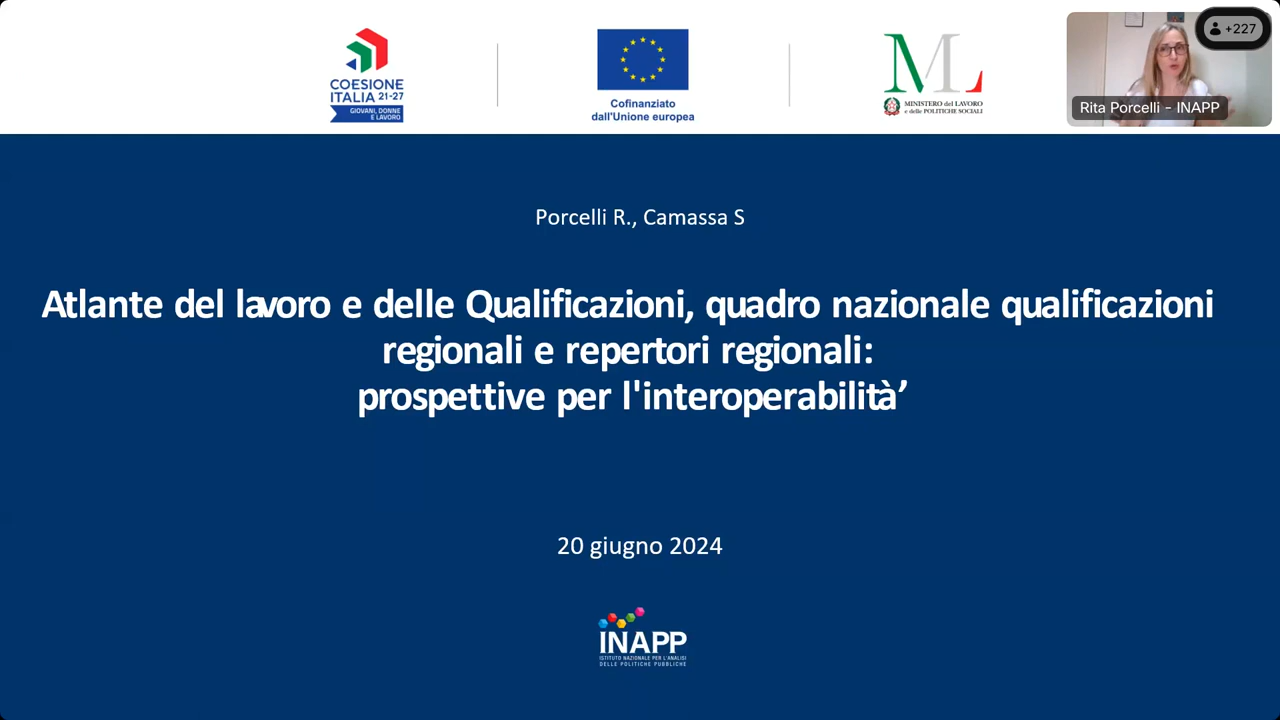 COESIONE
ITALIA 21-27
GIOVANI, DONNE
E LAVORO
Cofinanziato
dall'Unione europea
ML
MINISTERO del LAVORO
e delle POLITICHE SOCIALI
+227
Rita Porcelli - INAPP
Porcelli R., Camassa S
Atlante del lavoro e delle Qualificazioni, quadro nazionale qualificazioni
regionali e repertori regionali:
prospettive per l'interoperabilità’
20 giugno 2024
INAPP
ISTITUTO NAZIONALE PER L'ANALISI
DELLE POLITICHE PUBBLICHE